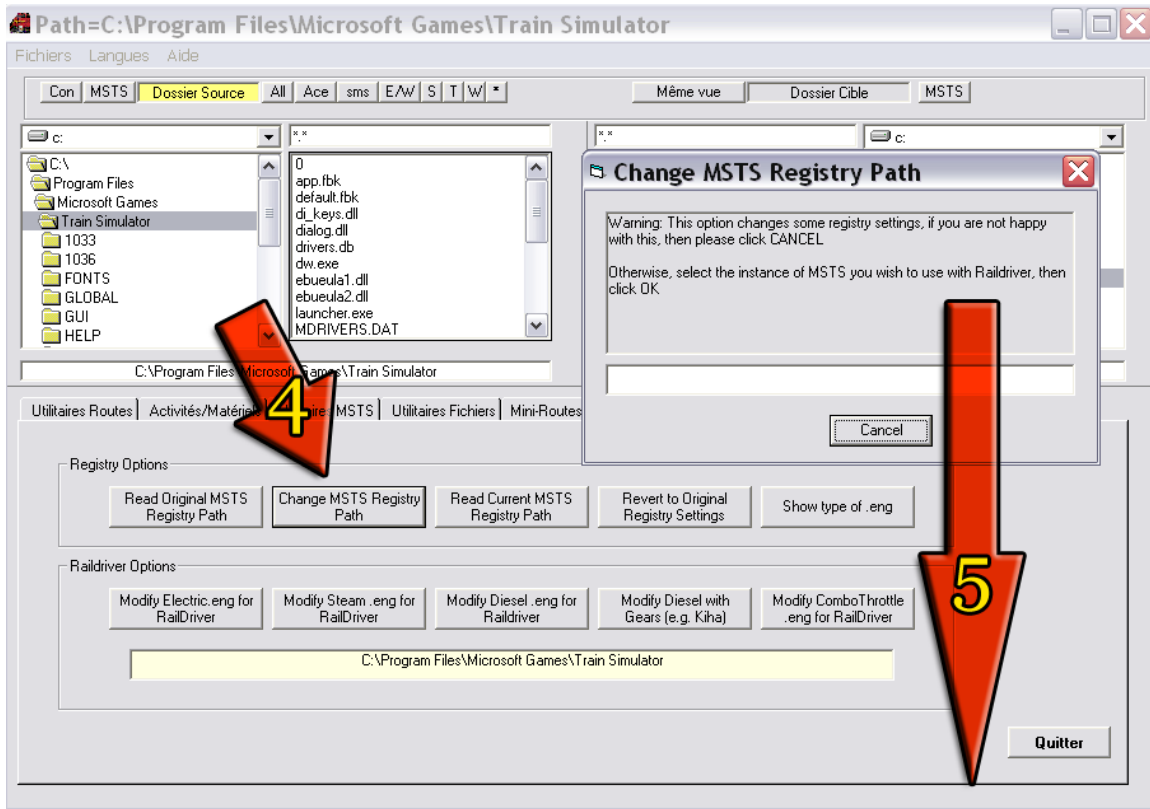 Path=C:\Program Files\Microsoft Games\Train Simulator
Fichiers Langues Aide
Con MSTS Dossier Source All Ace sms E/W S T W * Même vue Dossier Cible MSTS
c: *.* *.* c:
C:\
Program Files
Microsoft Games
Train Simulator
1033
1036
FONTS
GLOBAL
GUI
HELP
0
app.fbk
default.fbk
di_keys.dll
dialog.dll
drivers.db
dw.exe
ebueula1.dll
ebueula2.dll
launcher.exe
MDRIVERS.DAT
Change MSTS Registry Path
Warning: This option changes some registry settings, if you are not happy
with this, then please click CANCEL
Otherwise, select the instance of MSTS you wish to use with Raildriver, then
click OK
Cancel
C:\Program Files\Microsoft Games\Train Simulator
Utilitaires Routes Activités/Matériels MSTS Utilitaires Fichiers Mini-Routes
4
5
Registry Options
Read Original MSTS
Registry Path
Change MSTS Registry
Path
Read Current MSTS
Registry Path
Revert to Original
Registry Settings
Show type of .eng
Raildriver Options
Modify Electric.eng for
RailDriver
Modify Steam .eng for
RailDriver
Modify Diesel .eng for
Raildriver
Modify Diesel with
Gears (e.g. Kiha)
Modify ComboThrottle
.eng for RailDriver
C:\Program Files\Microsoft Games\Train Simulator
Quitter